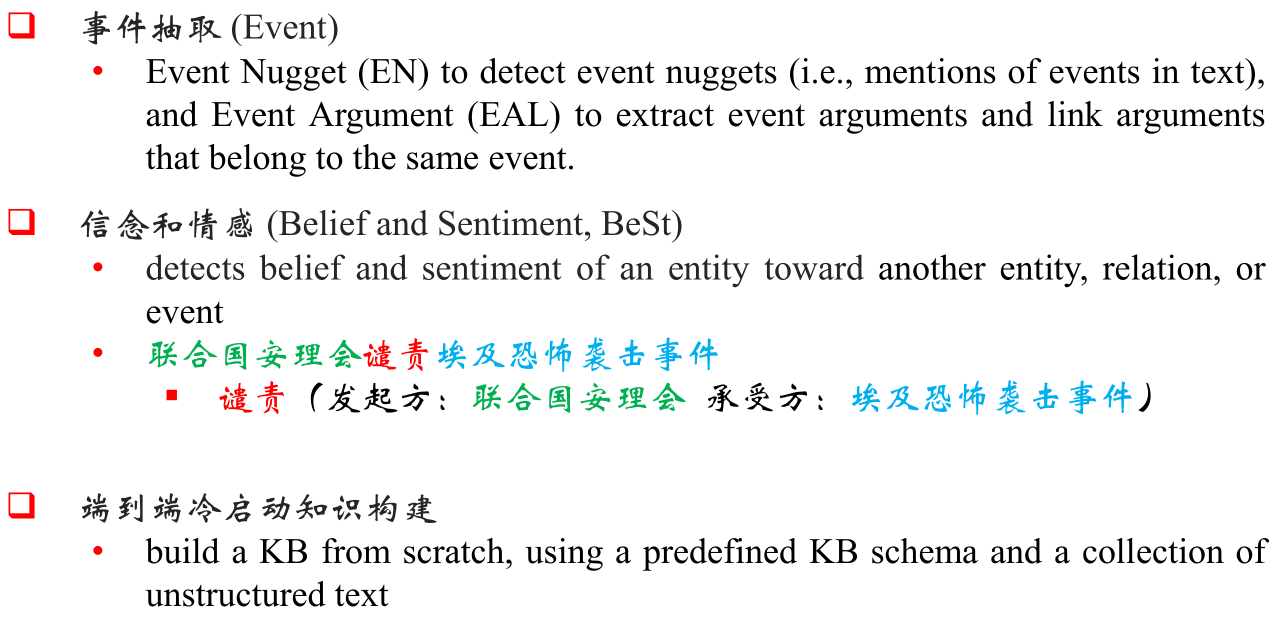 事件抽取 (Event)
Event Nugget (EN) to detect event nuggets (i.e., mentions of events in text),
and Event Argument (EAL) to extract event arguments and link arguments
that belong to the same event.
信念和情感 (Belief and Sentiment, BeSt)
detects belief and sentiment of an entity toward another entity, relation, or
event
联合国安理会谴责埃及恐怖袭击事件
谴责（发起方：联合国安理会 承受方：埃及恐怖袭击事件）
端到端冷启动知识构建
build a KB from scratch, using a predefined KB schema and a collection of
unstructured text